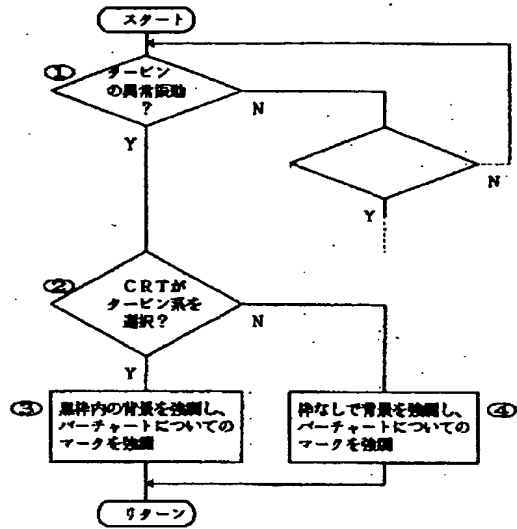 スタート
①
タービン
の異常振動
?
N
Y
N
Y
②
CRTが
タービン系を
選択?
N
Y
③
黒枠内の背景を強調し、
バーチャートについての
マークを強調
枠なしで背景を強調し、
バーチャートについての
マークを強調
④
リターン